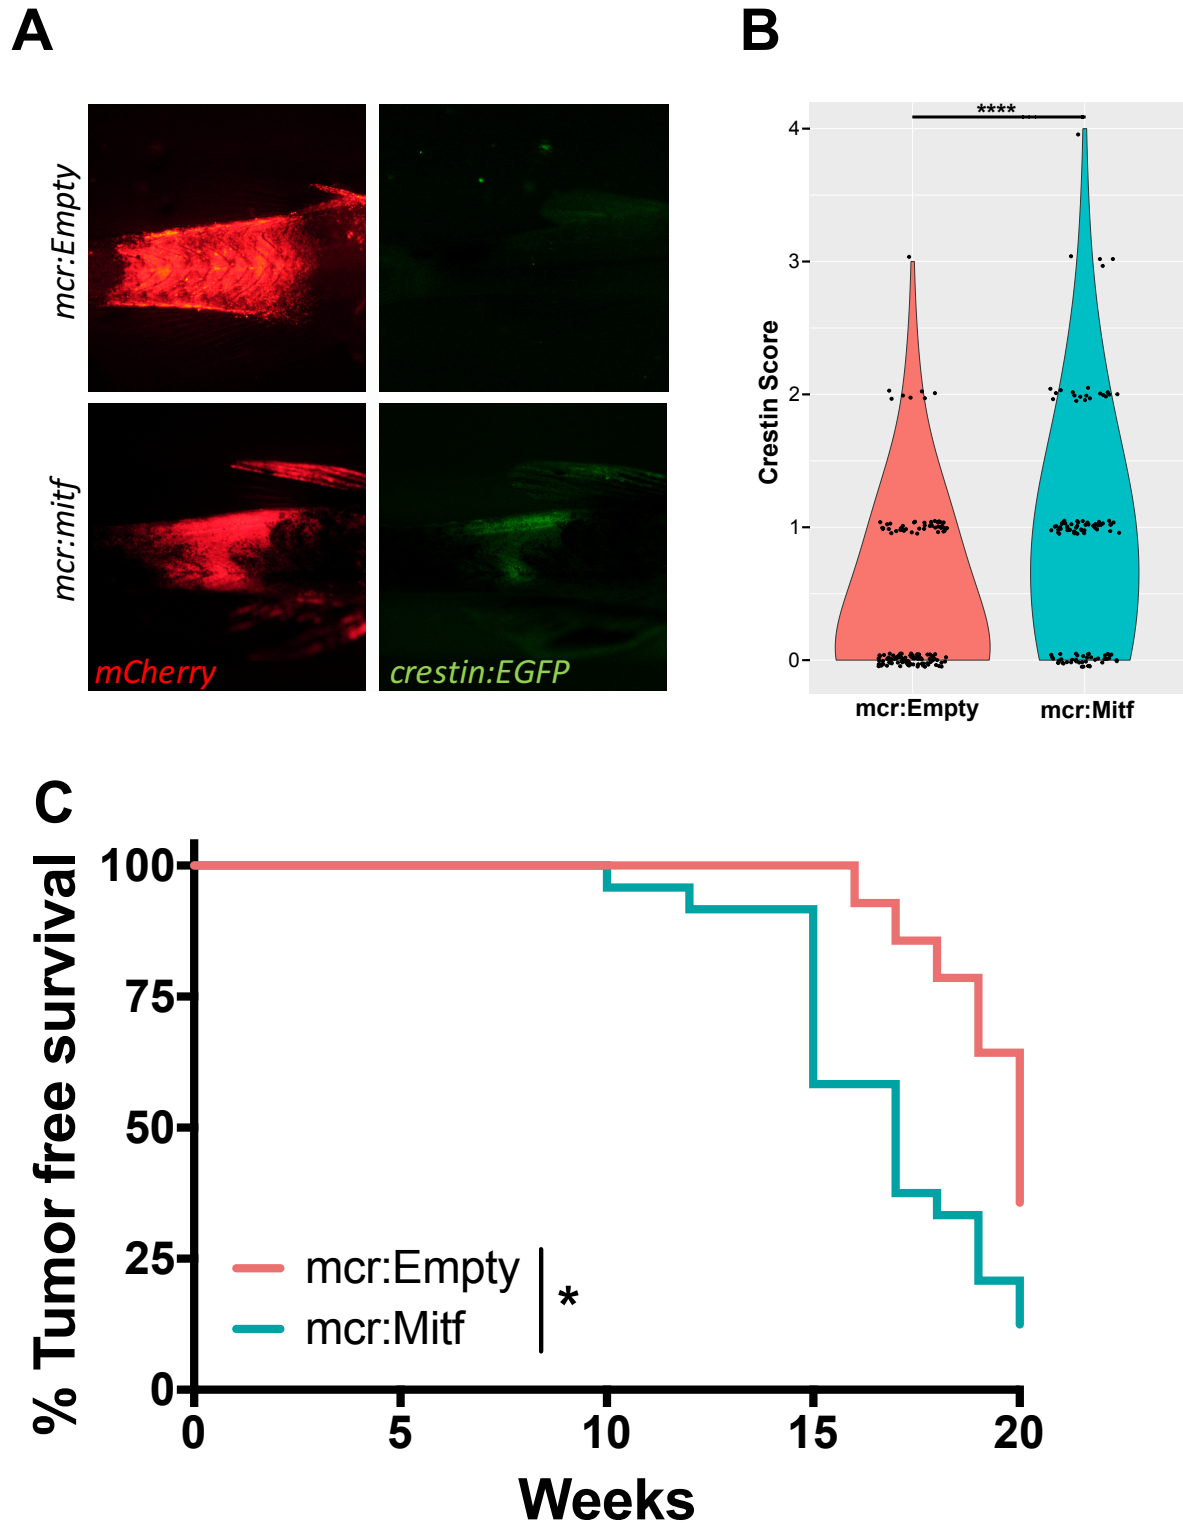 A
B
mcr:Empty
mcr:mitf
mCherry
crestin:EGFP
****
Crestin Score
4
3
2
1
0
mcr:Empty
mcr:Mitf
C
% Tumor free survival
100
75
50
25
0
mcr:Empty
mcr:Mitf
*
0
5
10
15
20
Weeks